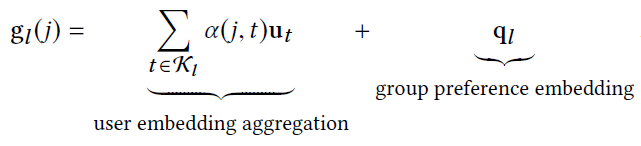 g_l(j) = ∑_{t∈𝒦_l} α(j, t)u_t + q_l
group preference embedding
user embedding aggregation